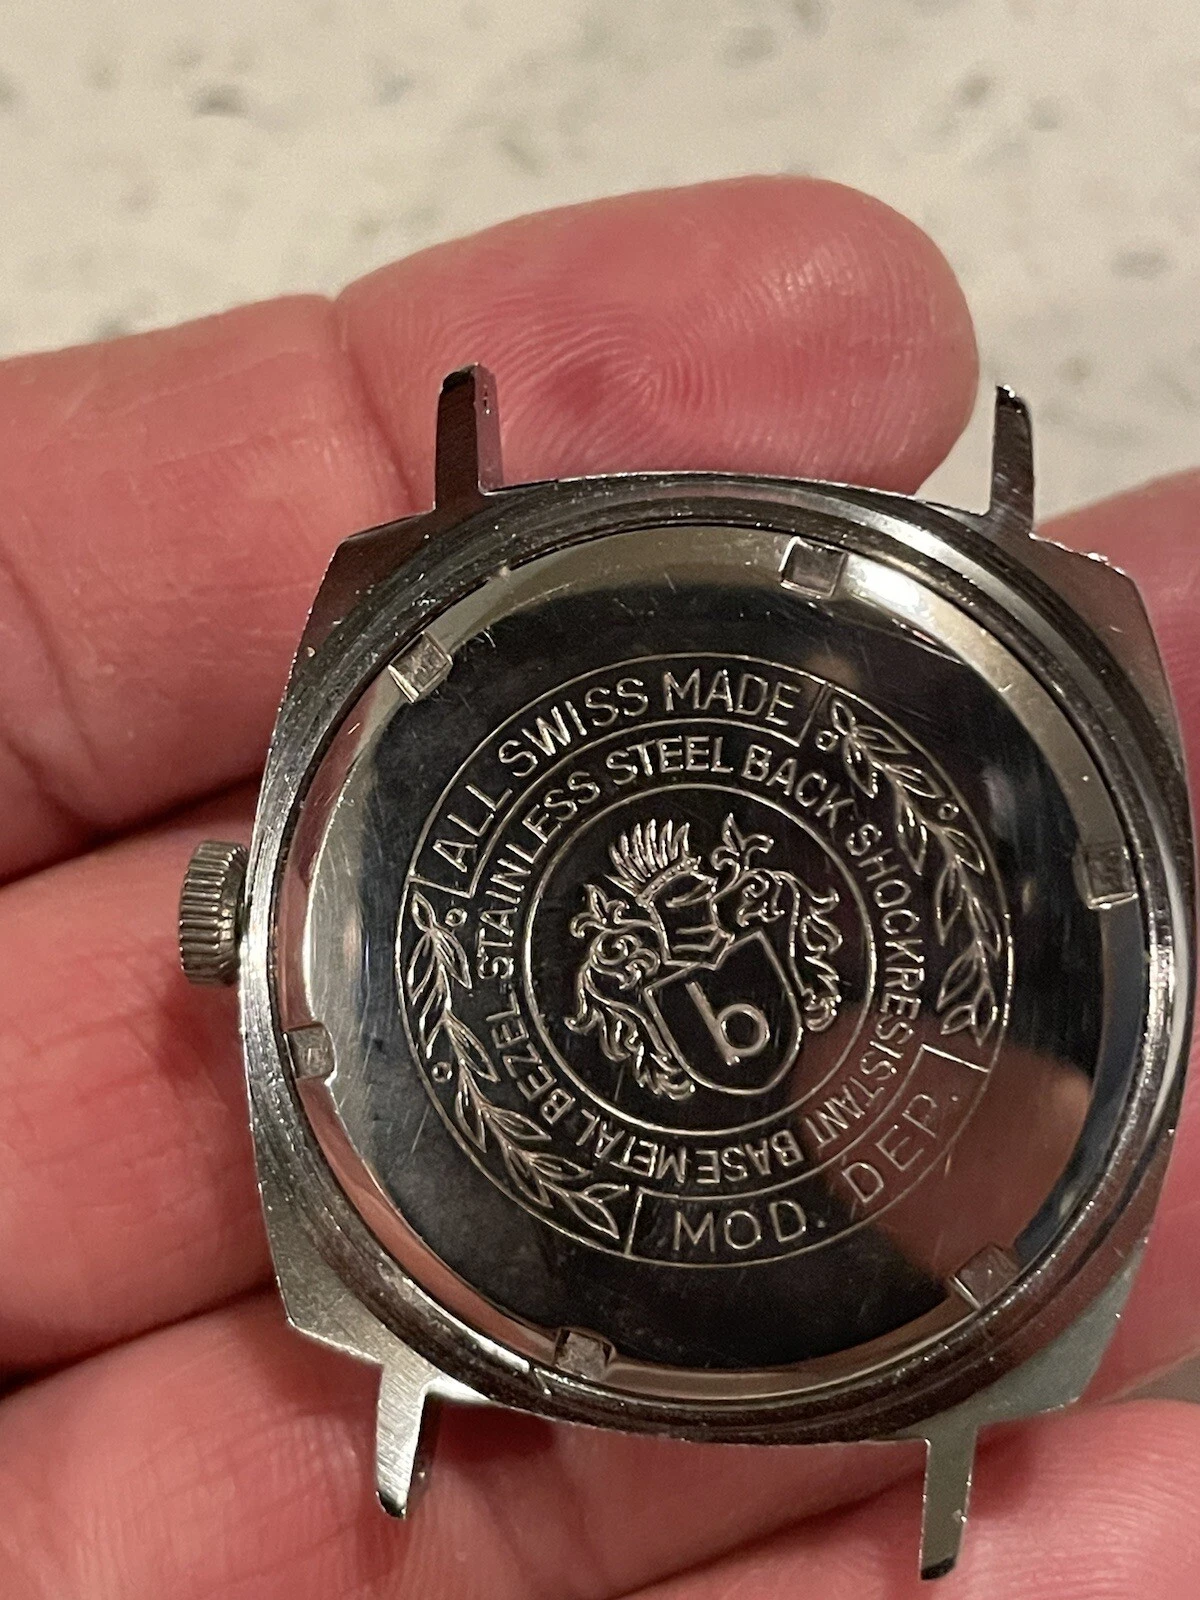 ALL SWISS MADE
STAINLESS STEEL BACK-SHOCKRESISTANT BASE METAL BEZEL-
b
MOD. DEP.